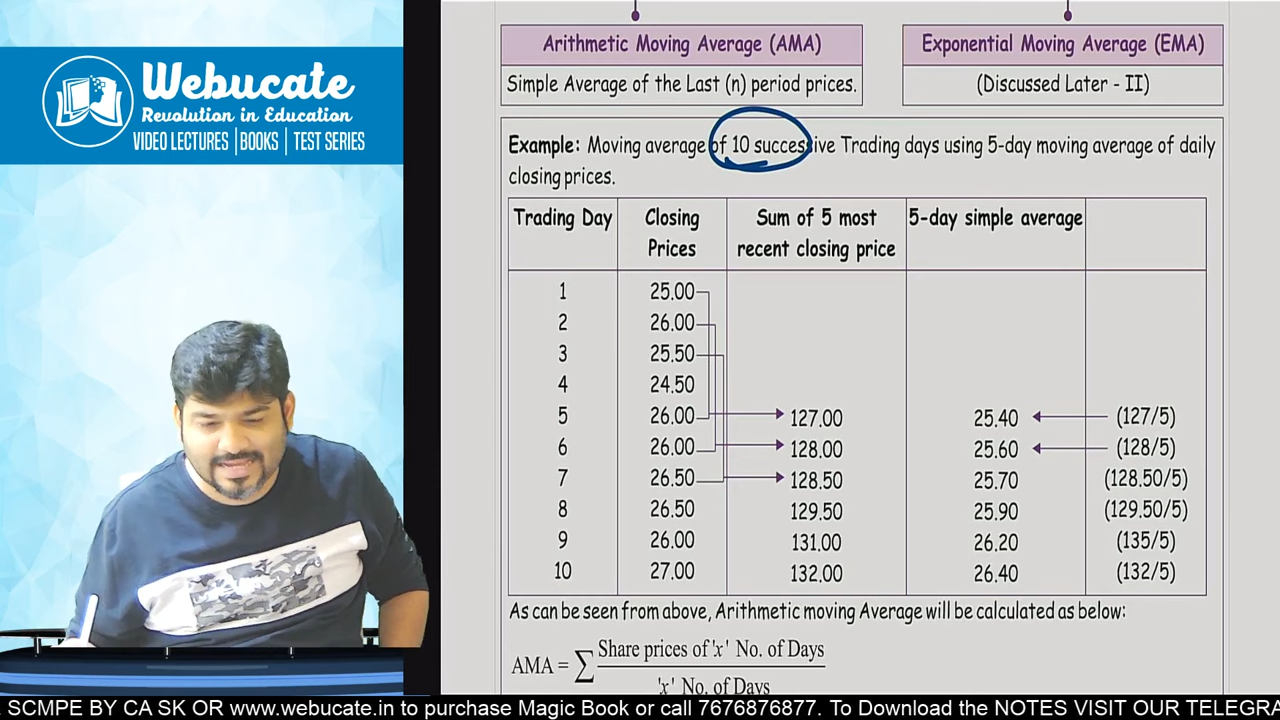 Webucate
Revolution in Education
VIDEO LECTURES | BOOKS | TEST SERIES
Arithmetic Moving Average (AMA)
Simple Average of the Last (n) period prices.
Exponential Moving Average (EMA)
(Discussed Later - II)
Example: Moving average of 10 successive Trading days using 5-day moving average of daily
closing prices.
Trading Day Closing Prices Sum of 5 most recent closing price 5-day simple average
1 25.00
2 26.00
3 25.50
4 24.50
5 26.00 127.00 25.40 (127/5)
6 26.00 128.00 25.60 (128/5)
7 26.50 128.50 25.70 (128.50/5)
8 26.50 129.50 25.90 (129.50/5)
9 26.00 131.00 26.20 (135/5)
10 27.00 132.00 26.40 (132/5)
As can be seen from above, Arithmetic moving Average will be calculated as below:
AMA = ∑ Share prices of 'x' No. of Days
'x' No. of Days
SCMPE BY CA SK OR www.webucate.in to purchase Magic Book or call 7676876877. To Download the NOTES VISIT OUR TELEGRA